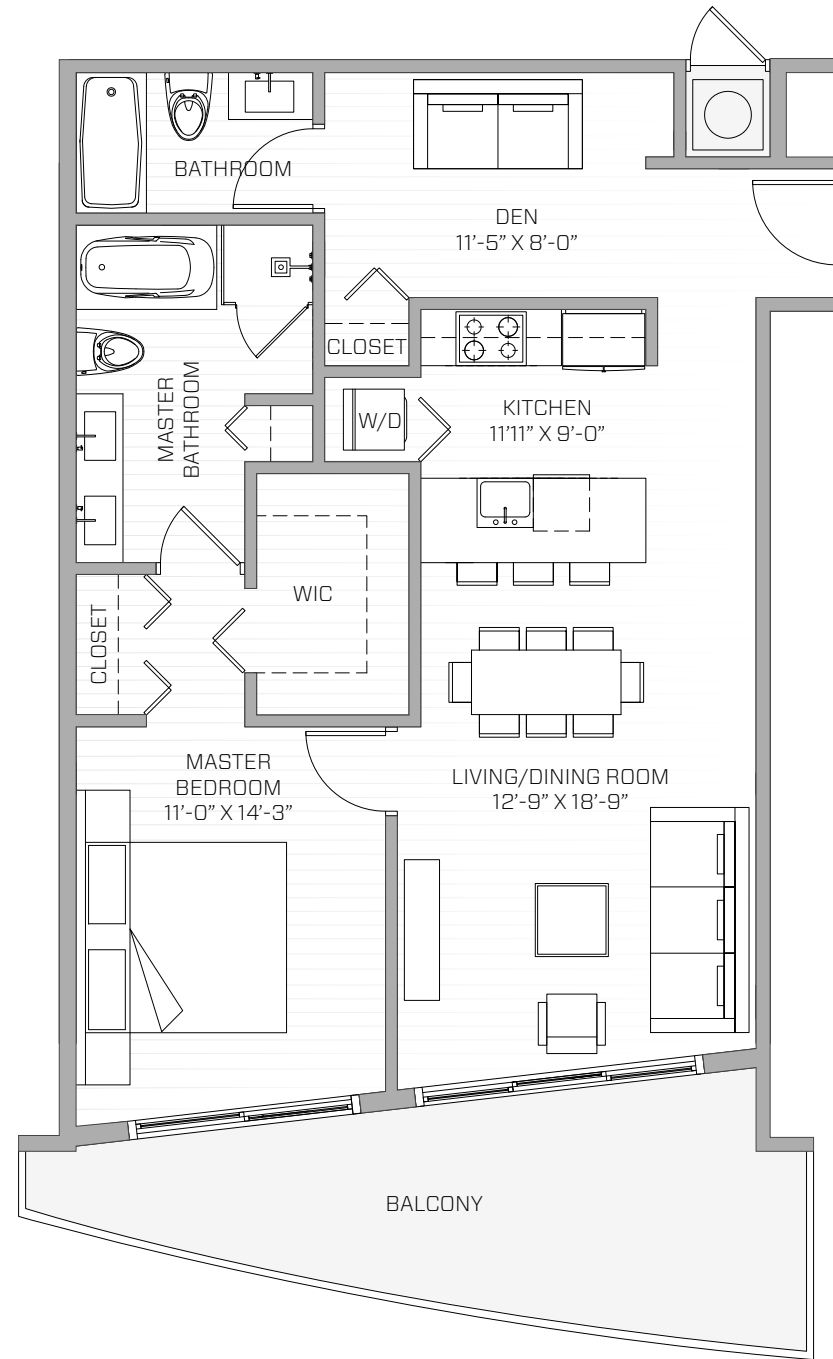 BATHROOM
DEN
11’-5” X 8’-0”
CLOSET
MASTER
BATHROOM
W/D
KITCHEN
11’11” X 9’-0”
CLOSET
WIC
MASTER
BEDROOM
11’-0” X 14’-3”
LIVING/DINING ROOM
12’-9” X 18’-9”
BALCONY